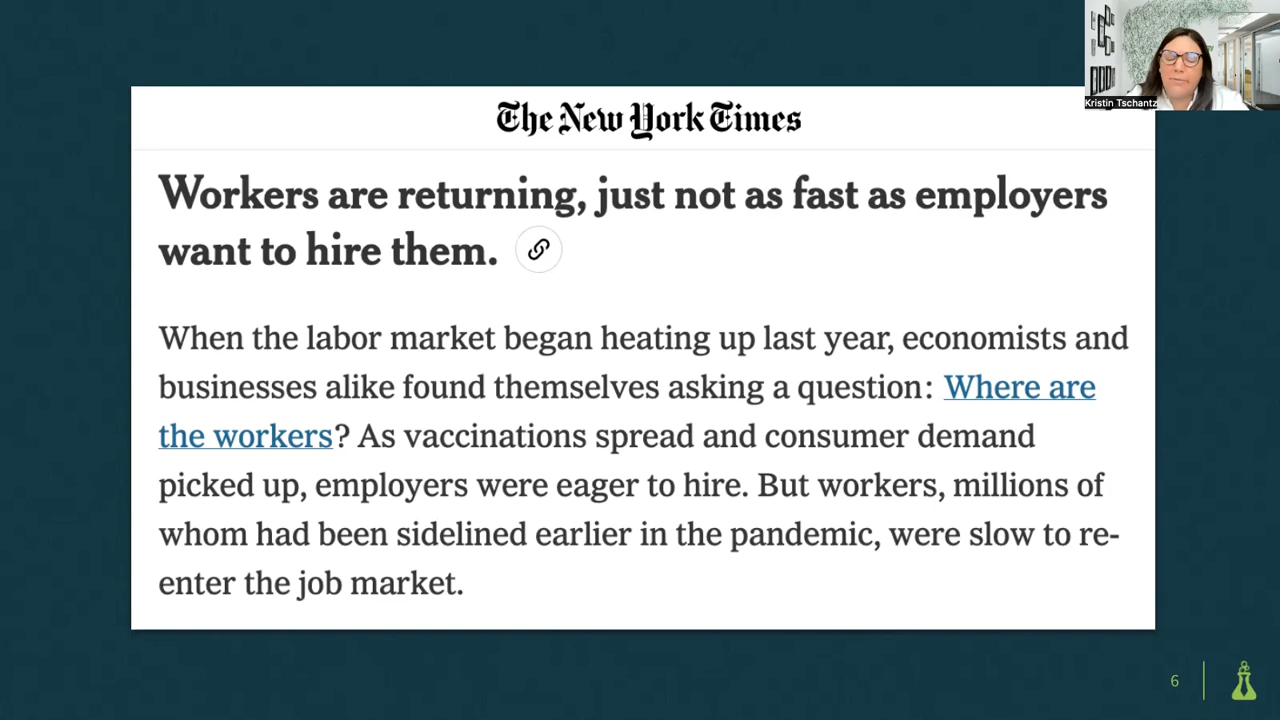 Kristin Tschantz
The New York Times
Workers are returning, just not as fast as employers
want to hire them.
When the labor market began heating up last year, economists and
businesses alike found themselves asking a question: Where are
the workers? As vaccinations spread and consumer demand
picked up, employers were eager to hire. But workers, millions of
whom had been sidelined earlier in the pandemic, were slow to re-
enter the job market.
6